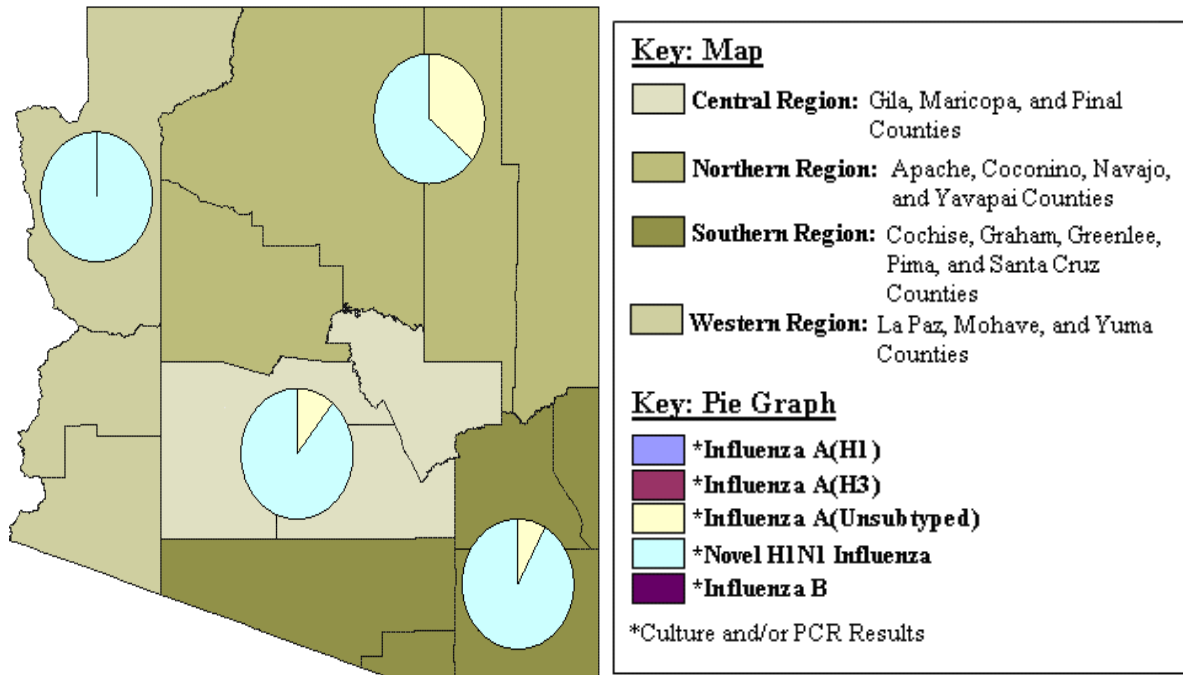 Key: Map
Central Region: Gila, Maricopa, and Pinal
Counties
Northern Region: Apache, Coconino, Navajo,
and Yavapai Counties
Southern Region: Cochise, Graham, Greenlee,
Pima, and Santa Cruz
Counties
Western Region: La Paz, Mohave, and Yuma
Counties
Key: Pie Graph
*Influenza A(H1)
*Influenza A(H3)
*Influenza A(Unsubtyped)
*Novel H1N1 Influenza
*Influenza B
*Culture and/or PCR Results